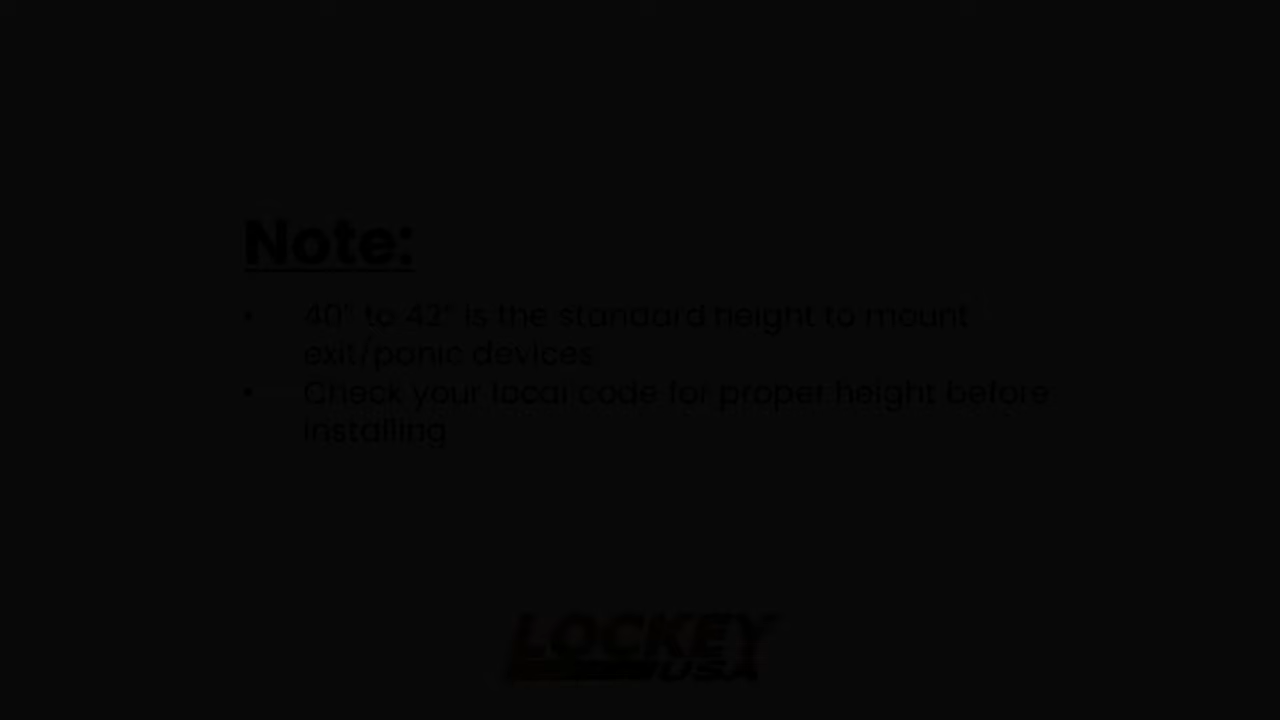 Note:
• 40" to 42" is the standard height to mount
exit/panic devices
• Check your local code for proper height before
installing
LOCKEY
USA